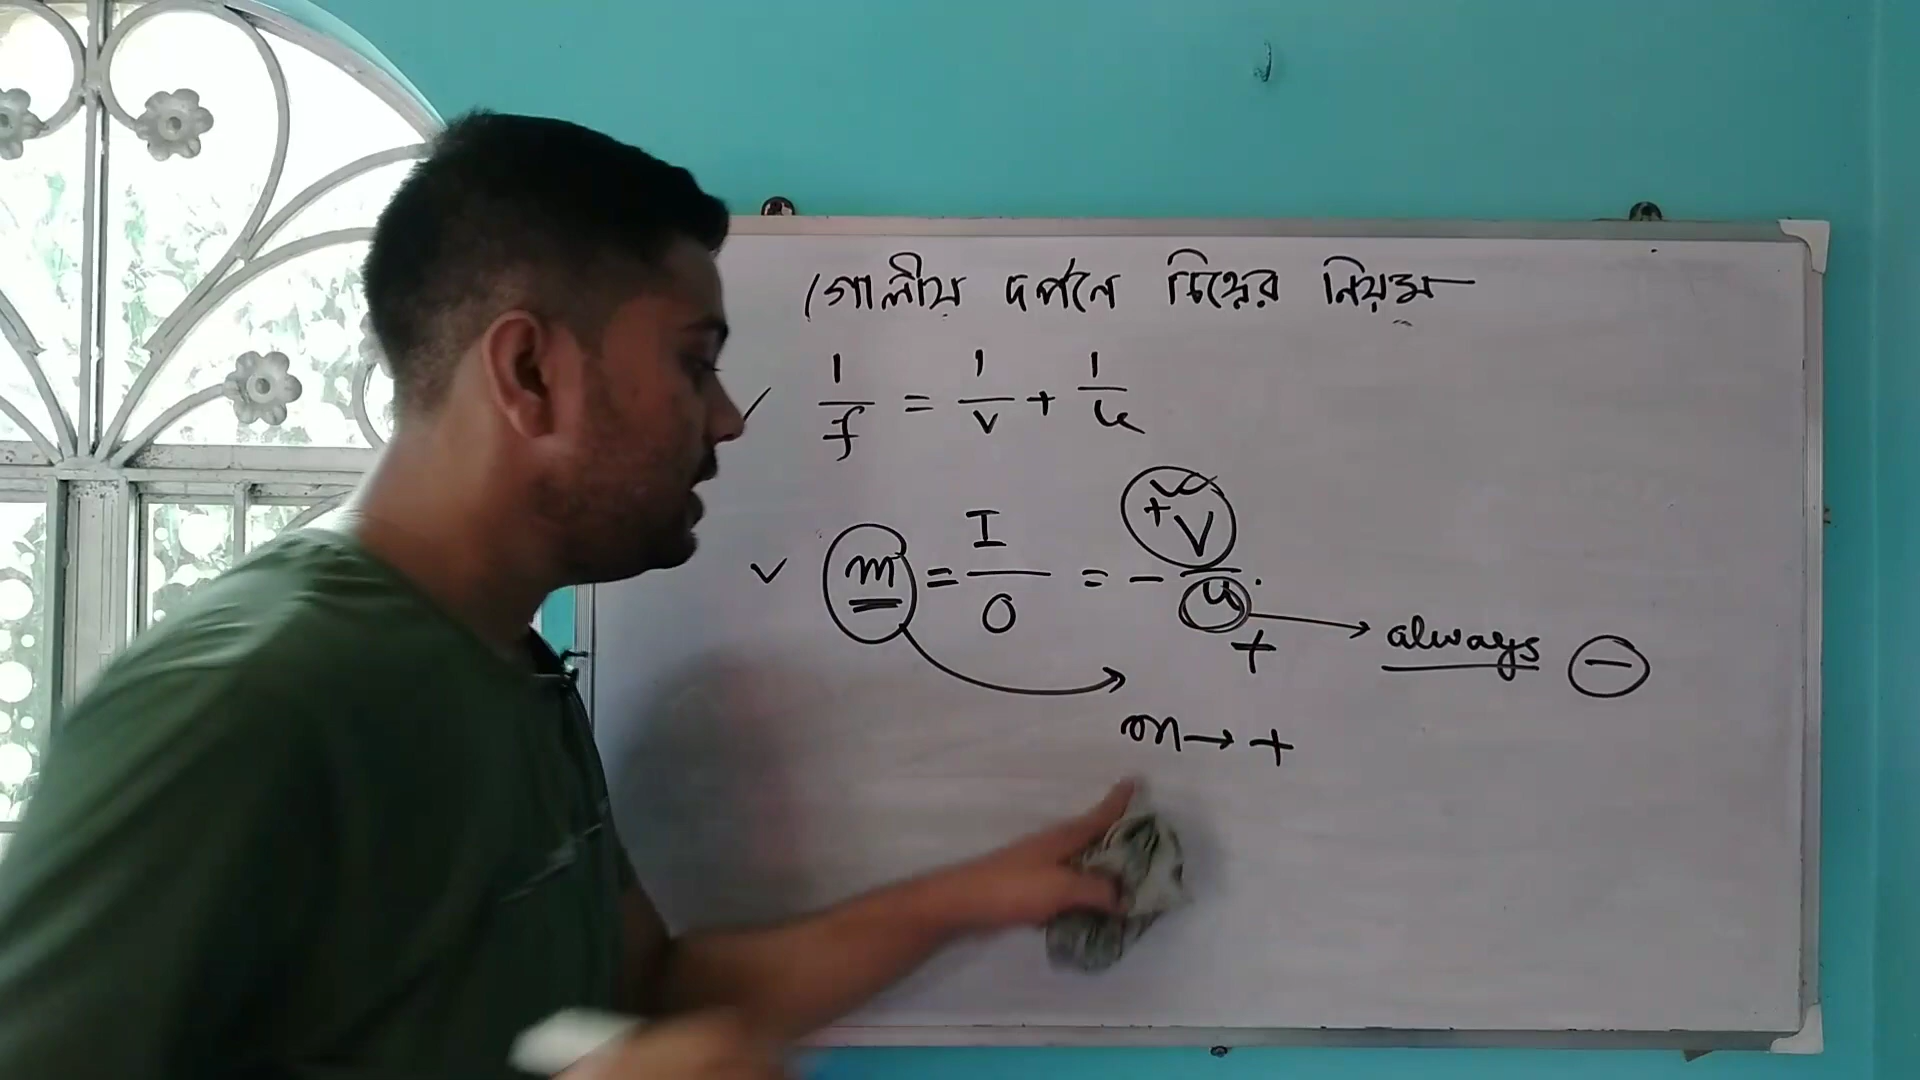 গোলীয় দর্পনে চিহ্নের নিয়ম
✓ 1/f = 1/v + 1/u
✓ m = I/O = - +V/u
+ → always ⊖
m → +